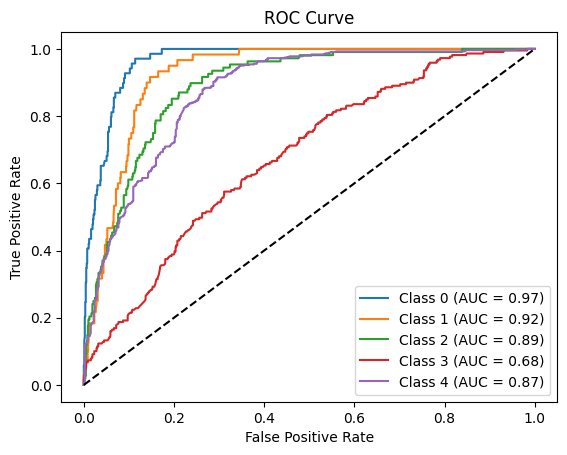 ROC Curve
True Positive Rate
1.0
0.8
0.6
0.4
0.2
0.0
0.0 0.2 0.4 0.6 0.8 1.0
False Positive Rate
Class 0 (AUC = 0.97)
Class 1 (AUC = 0.92)
Class 2 (AUC = 0.89)
Class 3 (AUC = 0.68)
Class 4 (AUC = 0.87)